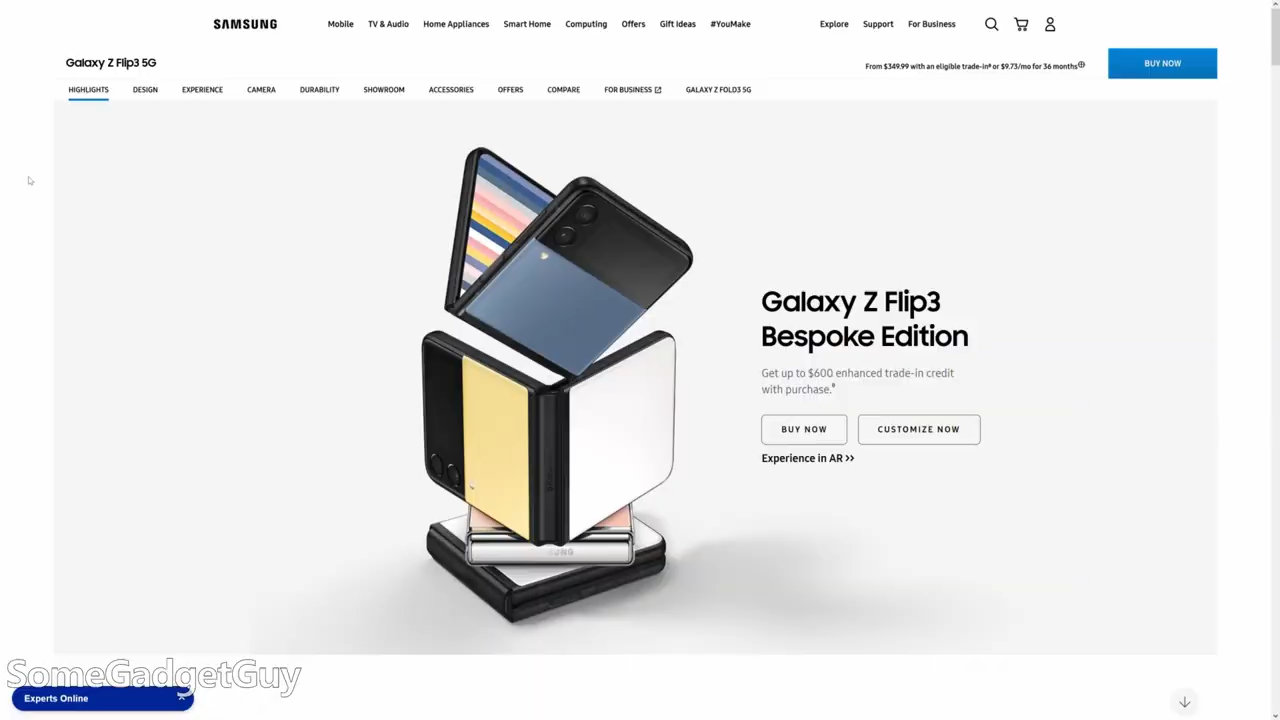 SAMSUNG
Mobile TV & Audio Home Appliances Smart Home Computing Offers Gift Ideas #YouMake Explore Support For Business
Galaxy Z Flip3 5G
From $349.99 with an eligible trade-in⁸ or $9.73/mo for 36 months
BUY NOW
HIGHLIGHTS DESIGN EXPERIENCE CAMERA DURABILITY SHOWROOM ACCESSORIES OFFERS COMPARE FOR BUSINESS GALAXY Z FOLD3 5G
Galaxy Z Flip3
Bespoke Edition
Get up to $600 enhanced trade-in credit
with purchase.⁸
BUY NOW CUSTOMIZE NOW
Experience in AR >>
SomeGadgetGuy
Experts Online